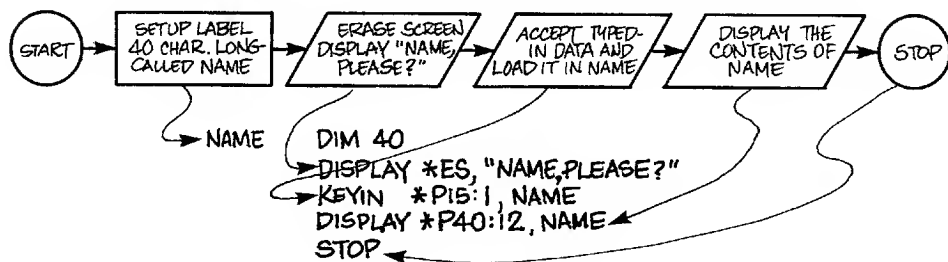 START
SETUP LABEL
40 CHAR. LONG-
CALLED NAME
ERASE SCREEN
DISPLAY "NAME,
PLEASE?"
ACCEPT TYPED-
IN DATA AND
LOAD IT IN NAME
DISPLAY THE
CONTENTS OF
NAME
STOP
NAME DIM 40
DISPLAY *ES, "NAME,PLEASE?"
KEYIN *P15:1, NAME
DISPLAY *P40:12, NAME
STOP